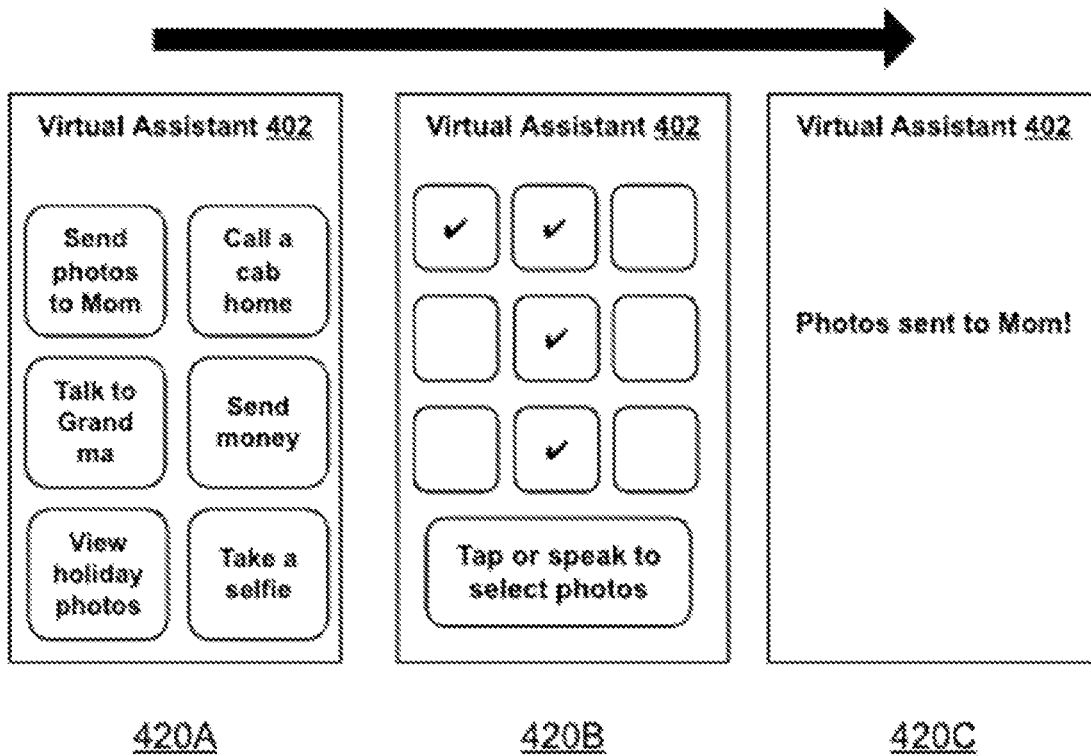 Virtual Assistant 402
Send
photos
to Mom
Call a
cab
home
Talk to
Grand
ma
Send
money
View
holiday
photos
Take a
selfie
420A
Virtual Assistant 402
✔ ✔
✔
✔
Tap or speak to
select photos
420B
Virtual Assistant 402
Photos sent to Mom!
420C